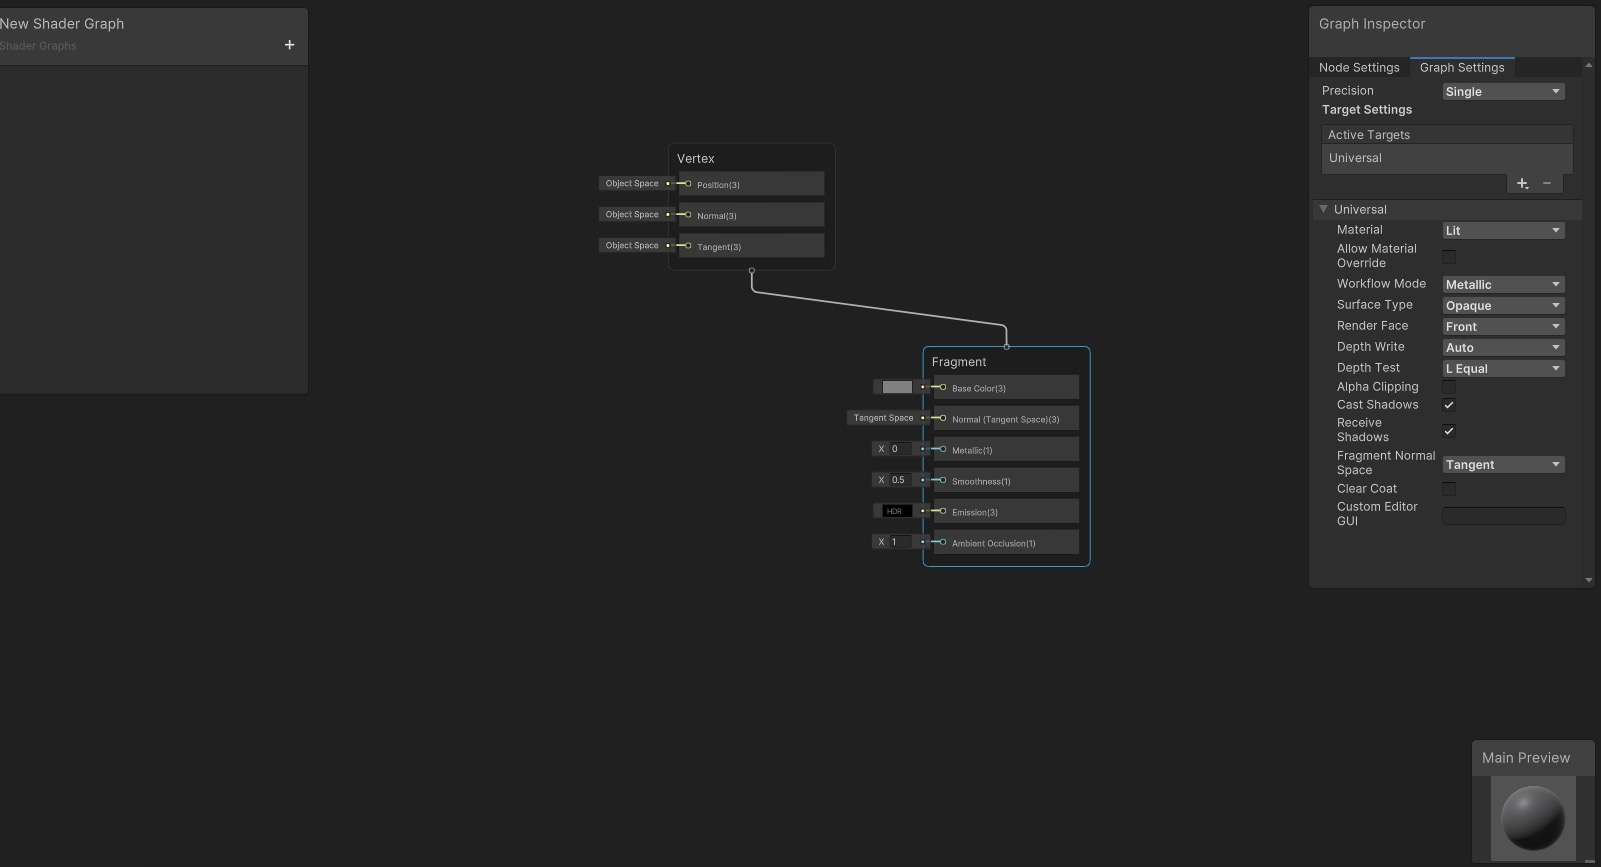 New Shader Graph
Shader Graphs
+
Vertex
Object Space
Position(3)
Object Space
Normal(3)
Object Space
Tangent(3)
Fragment
Base Color(3)
Tangent Space
Normal (Tangent Space)(3)
X 0
Metallic(1)
X 0.5
Smoothness(1)
HDR
Emission(3)
X 1
Ambient Occlusion(1)
Graph Inspector
Node Settings
Graph Settings
Precision
Single
Target Settings
Active Targets
Universal
Universal
Material
Lit
Allow Material
Override
Workflow Mode
Metallic
Surface Type
Opaque
Render Face
Front
Depth Write
Auto
Depth Test
L Equal
Alpha Clipping
Cast Shadows
Receive
Shadows
Fragment Normal
Space
Tangent
Clear Coat
Custom Editor
GUI
Main Preview